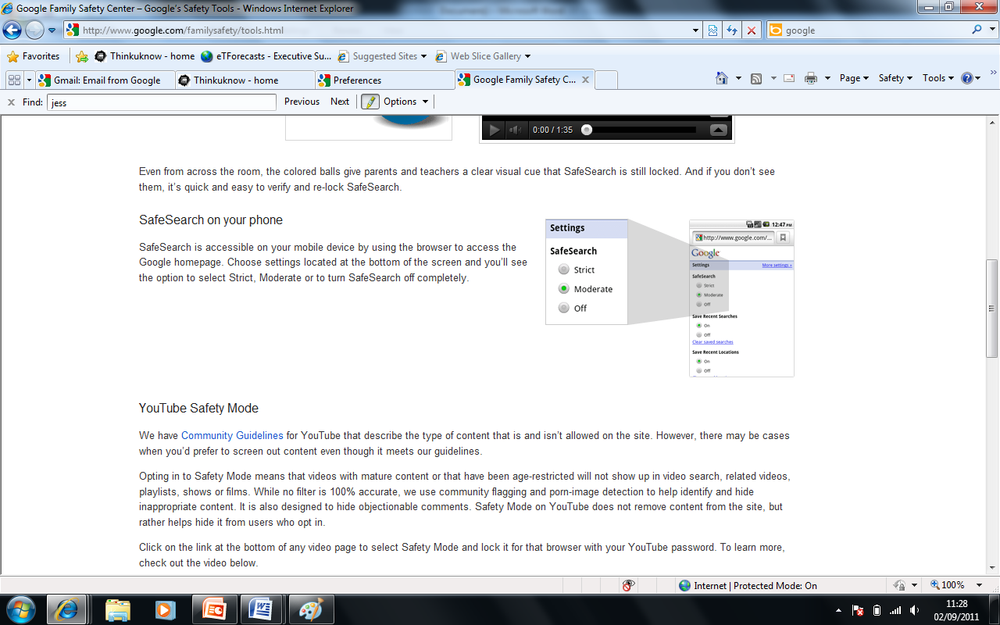 Google Family Safety Center – Google's Safety Tools - Windows Internet Explorer
http://www.google.com/familysafety/tools.html
google
Favorites
Thinkuknow - home
eTForecasts - Executive Su...
Suggested Sites
Web Slice Gallery
Gmail: Email from Google
Thinkuknow - home
Preferences
Google Family Safety C...
Page
Safety
Tools
Find: jess
Previous
Next
Options
0:00 / 1:35
Even from across the room, the colored balls give parents and teachers a clear visual cue that SafeSearch is still locked. And if you don't see
them, it's quick and easy to verify and re-lock SafeSearch.
SafeSearch on your phone
SafeSearch is accessible on your mobile device by using the browser to access the
Google homepage. Choose settings located at the bottom of the screen and you'll see
the option to select Strict, Moderate or to turn SafeSearch off completely.
Settings
SafeSearch
Strict
Moderate
Off
12:47 PM
http://www.google.com/...
Google
Settings
More settings »
SafeSearch
Strict
Moderate
Off
Save Recent Searches
On
Off
Clear saved searches
Save Recent Locations
On
Off
YouTube Safety Mode
We have Community Guidelines for YouTube that describe the type of content that is and isn't allowed on the site. However, there may be cases
when you'd prefer to screen out content even though it meets our guidelines.
Opting in to Safety Mode means that videos with mature content or that have been age-restricted will not show up in video search, related videos,
playlists, shows or films. While no filter is 100% accurate, we use community flagging and porn-image detection to help identify and hide
inappropriate content. It is also designed to hide objectionable comments. Safety Mode on YouTube does not remove content from the site, but
rather helps hide it from users who opt in.
Click on the link at the bottom of any video page to select Safety Mode and lock it for that browser with your YouTube password. To learn more,
check out the video below.
Internet | Protected Mode: On
100%
11:28
02/09/2011